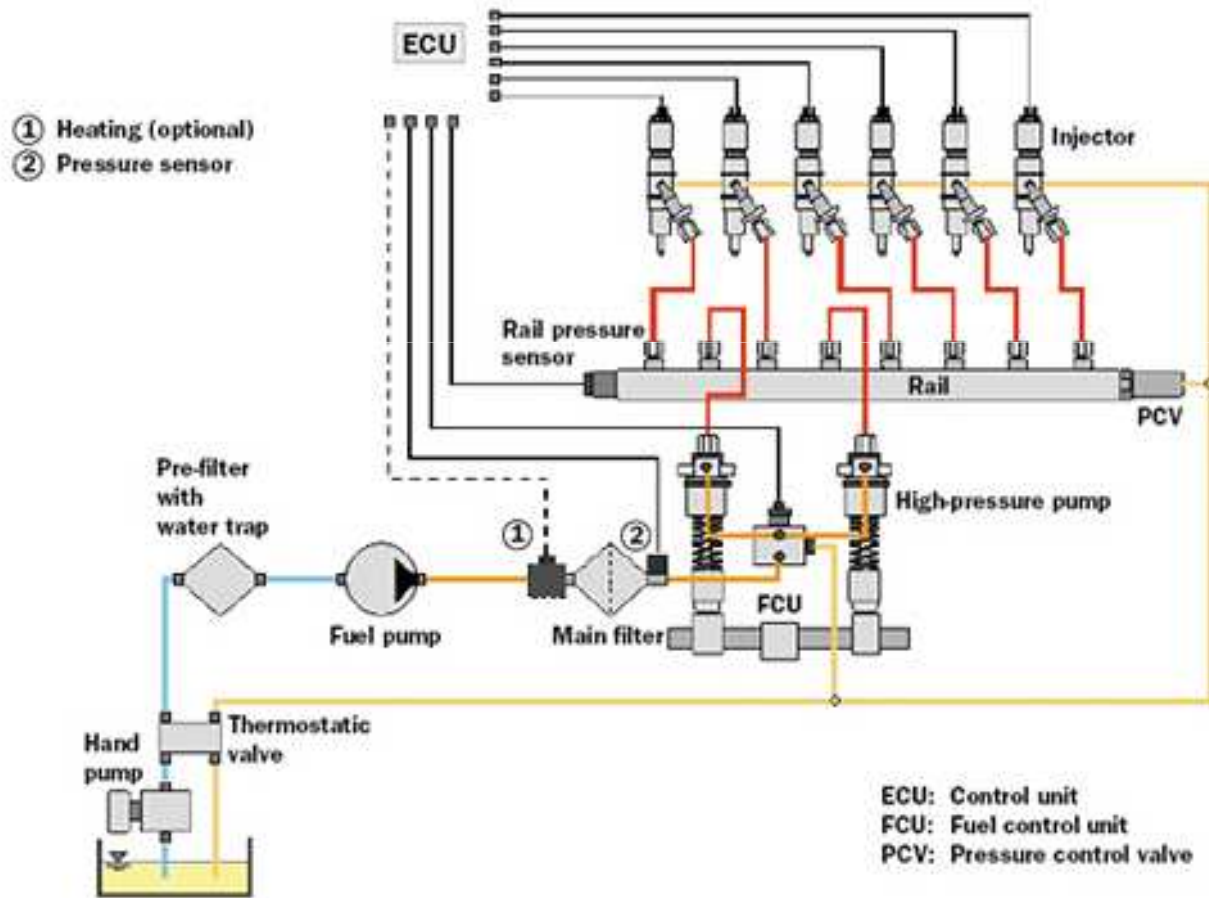 ECU
① Heating (optional)
② Pressure sensor
Injector
Rail pressure
sensor
Rail
PCV
Pre-filter
with
water trap
High-pressure pump
①
②
FCU
Fuel pump
Main filter
Thermostatic
valve
Hand
pump
ECU: Control unit
FCU: Fuel control unit
PCV: Pressure control valve